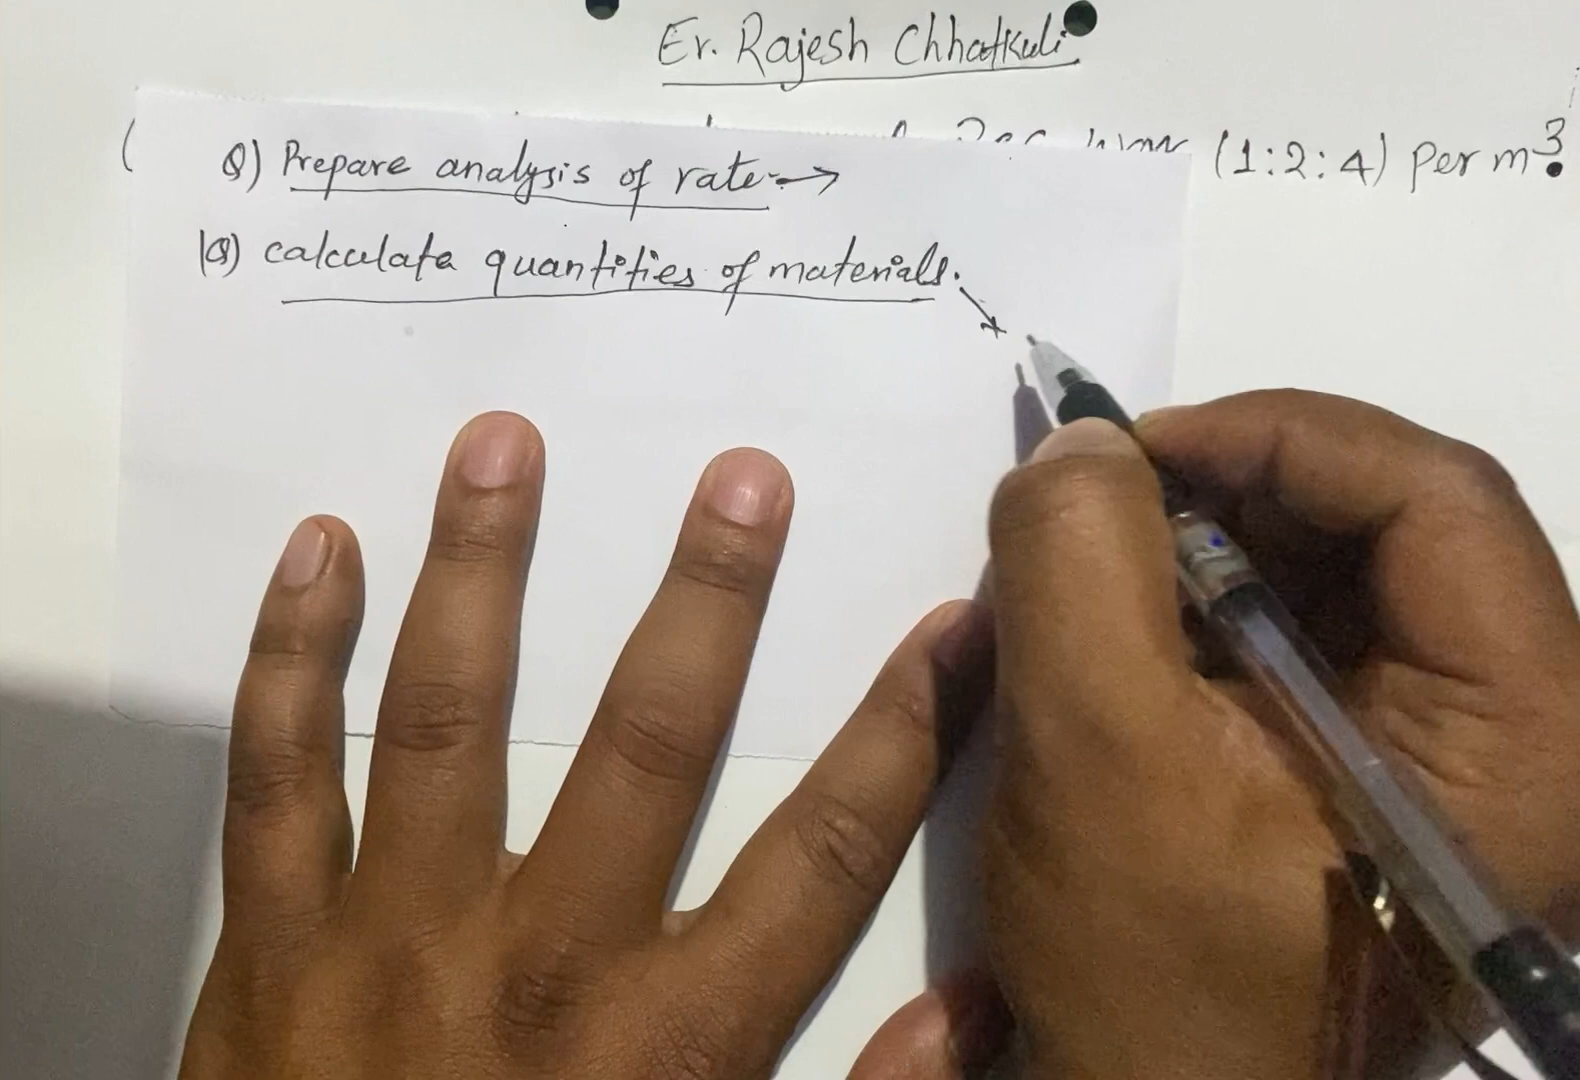 Er. Rajesh Chhatkuli
(1:2:4) Per m³.
Q) Prepare analysis of rate:→
Q) calculate quantities of materials.